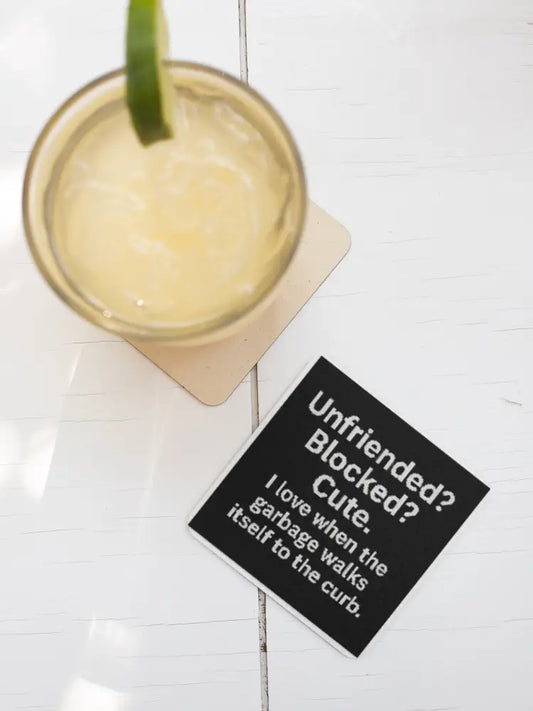 Unfriended?
Blocked?
Cute.
I love when the
garbage walks
itself to the curb.